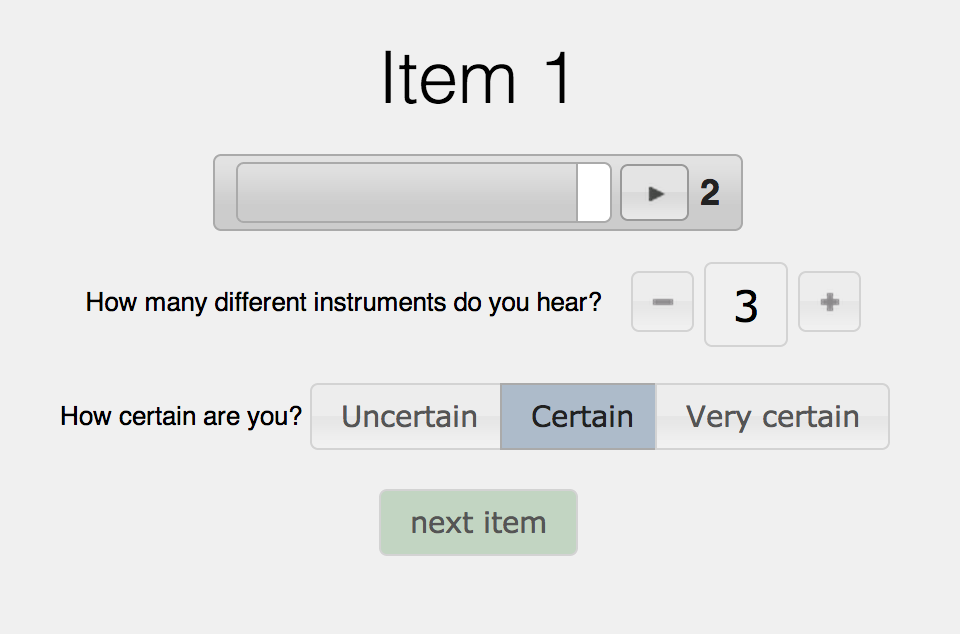 Item 1
2
How many different instruments do you hear? 3
How certain are you? Uncertain Certain Very certain
next item